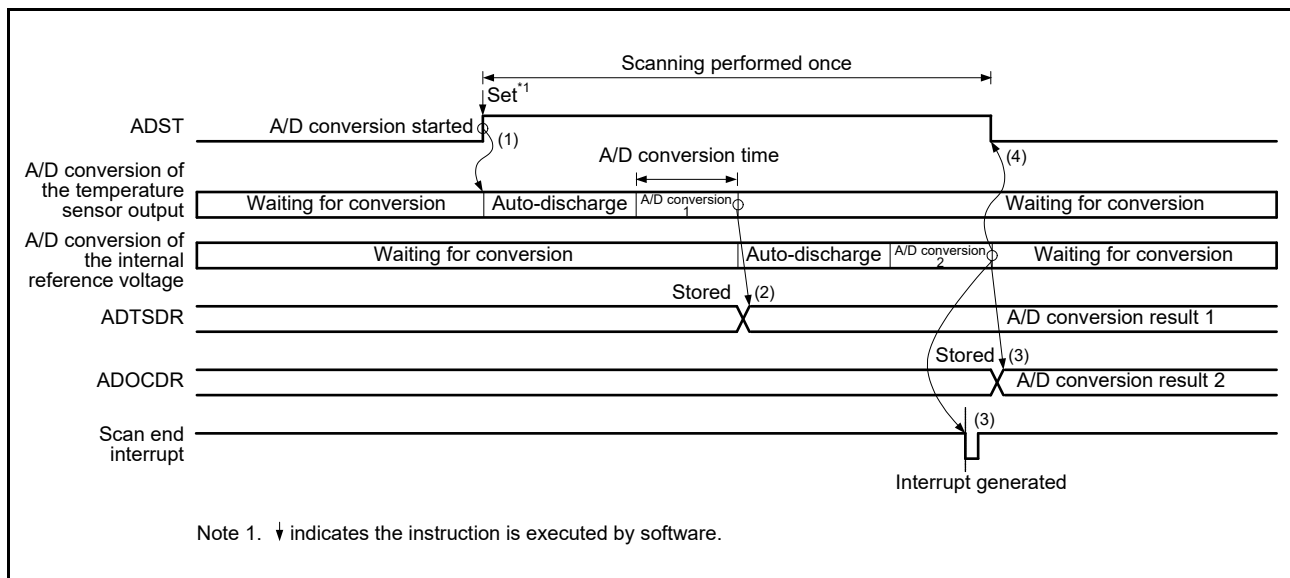 Scanning performed once
Set*1
ADST
A/D conversion started
(1)
(4)
A/D conversion time
A/D conversion of
the temperature
sensor output
Waiting for conversion
Auto-discharge
A/D conversion
1
Waiting for conversion
A/D conversion of
the internal
reference voltage
Waiting for conversion
Auto-discharge
A/D conversion
2
Waiting for conversion
Stored
(2)
ADTSDR
A/D conversion result 1
Stored
(3)
ADOCDR
A/D conversion result 2
Scan end
interrupt
(3)
Interrupt generated
Note 1. ↓ indicates the instruction is executed by software.